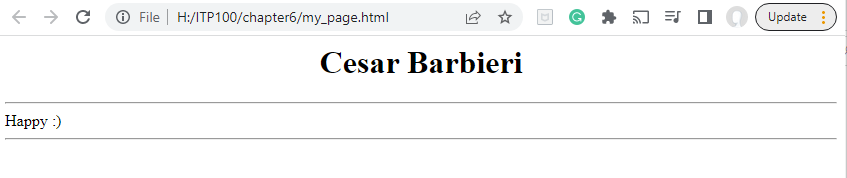 File H:/ITP100/chapter6/my_page.html Update
Cesar Barbieri
Happy :)